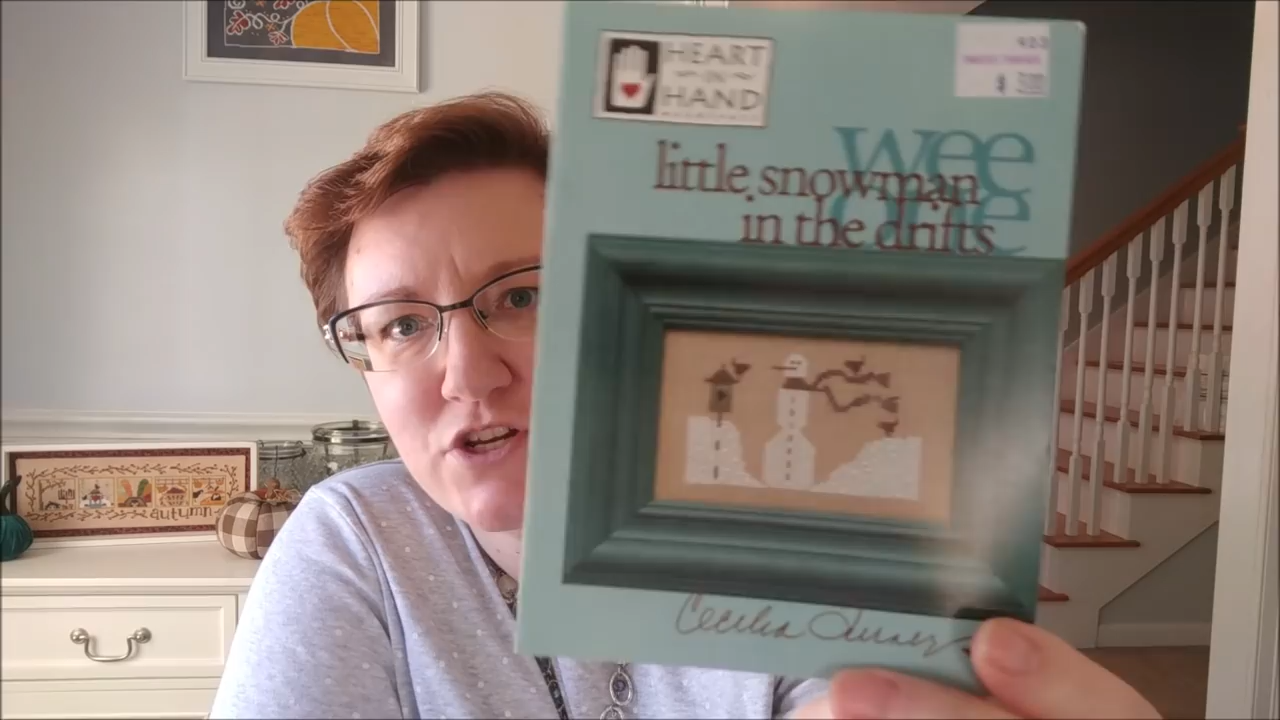 HEART
IN
HAND
wee
one
little snowman
in the drifts
autumn